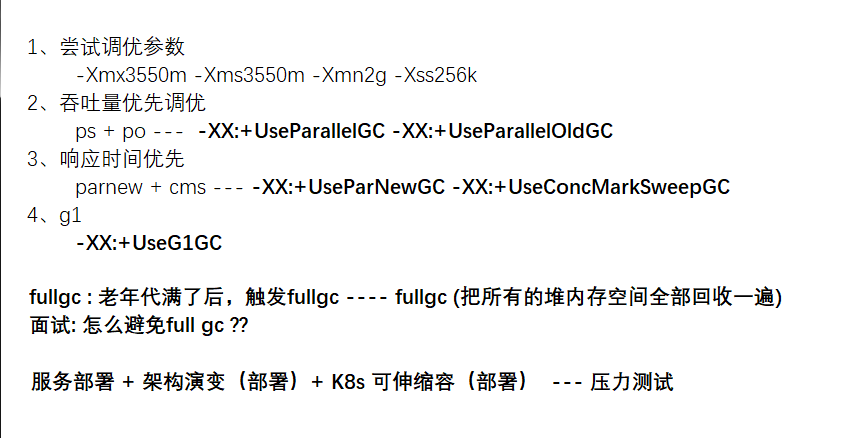 1、尝试调优参数
-Xmx3550m -Xms3550m -Xmn2g -Xss256k
2、吞吐量优先调优
ps + po --- -XX:+UseParallelGC -XX:+UseParallelOldGC
3、响应时间优先
parnew + cms --- -XX:+UseParNewGC -XX:+UseConcMarkSweepGC
4、g1
-XX:+UseG1GC
fullgc : 老年代满了后，触发fullgc ---- fullgc (把所有的堆内存空间全部回收一遍)
面试: 怎么避免full gc ??
服务部署 + 架构演变（部署）+ K8s 可伸缩容（部署） --- 压力测试